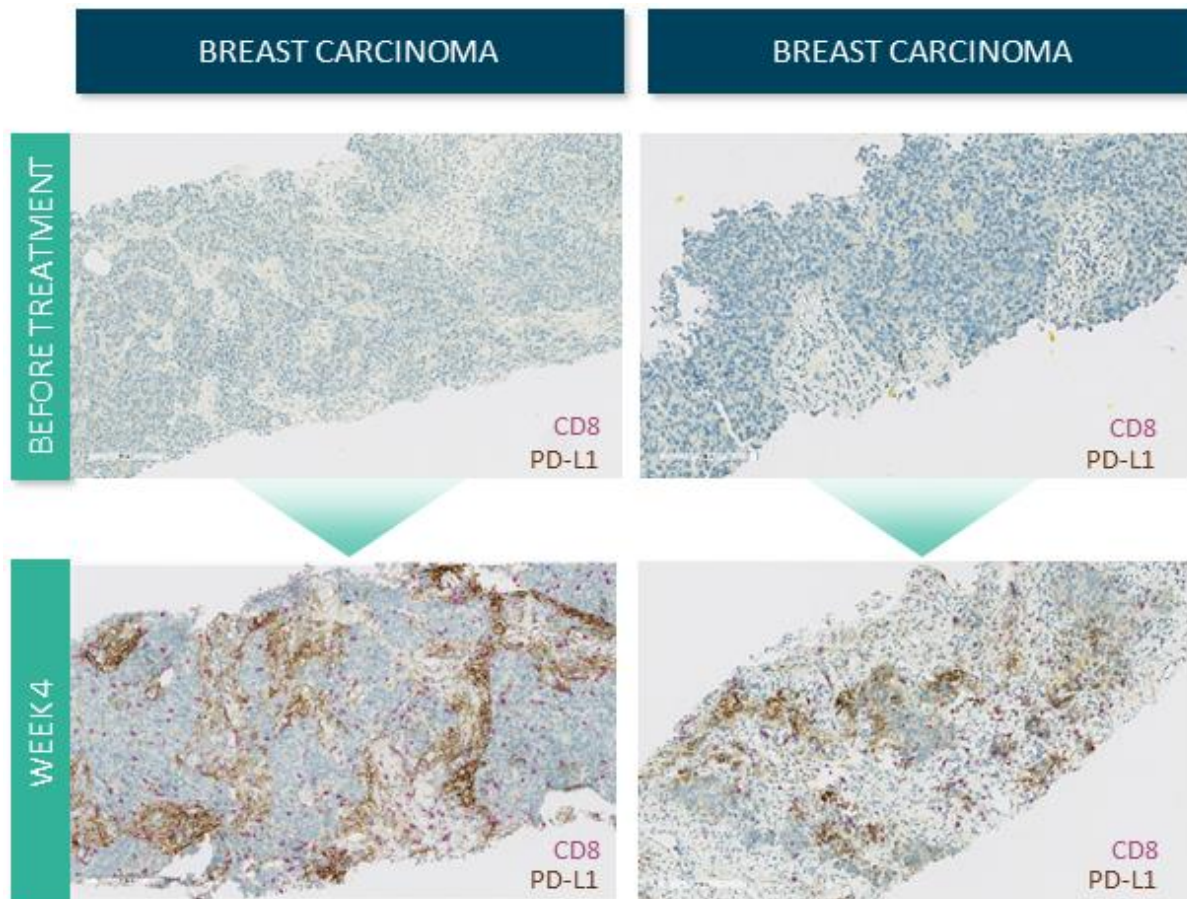 BREAST CARCINOMA
BREAST CARCINOMA
BEFORE TREATMENT
CD8
PD-L1
CD8
PD-L1
WEEK 4
CD8
PD-L1
CD8
PD-L1